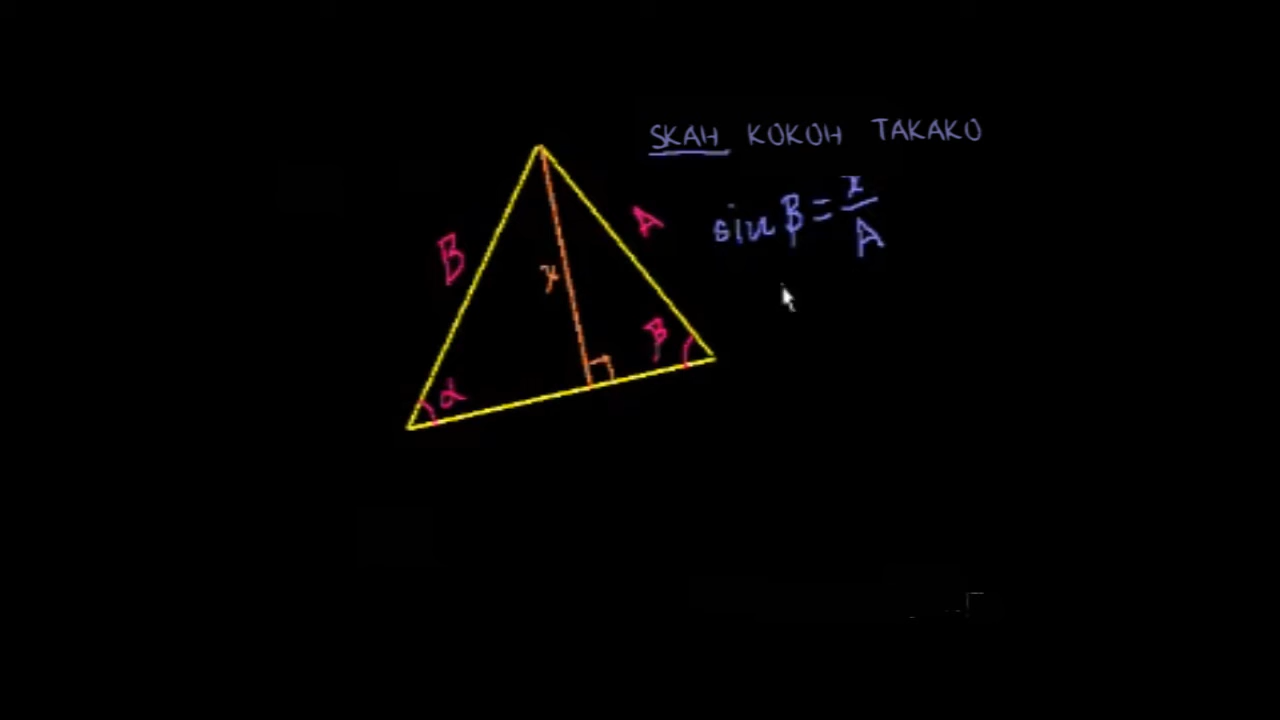 SKAH KOKOH TAKAKO
sin β = x/A
A
B
x
β
α